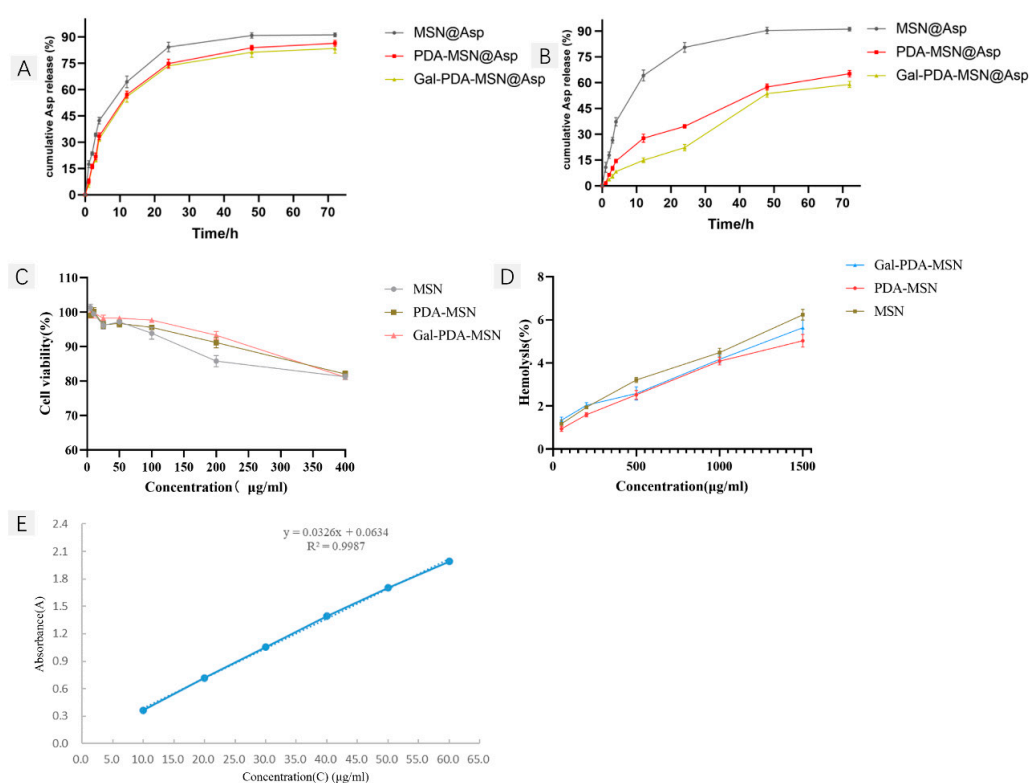 A
cumulative Asp release (%)
90
75
60
45
30
15
0
0 10 20 30 40 50 60 70
Time/h
MSN@Asp
PDA-MSN@Asp
Gal-PDA-MSN@Asp
B
cumulative Asp release (%)
90
75
60
45
30
15
0
0 10 20 30 40 50 60 70
Time/h
MSN@Asp
PDA-MSN@Asp
Gal-PDA-MSN@Asp
C
Cell viability(%)
110
100
90
80
70
60
0 50 100 150 200 250 300 350 400
Concentration( μg/ml)
MSN
PDA-MSN
Gal-PDA-MSN
D
Hemolysis(%)
8
6
4
2
0
0 500 1000 1500
Concentration(μg/ml)
Gal-PDA-MSN
PDA-MSN
MSN
E
y = 0.0326x + 0.0634
R² = 0.9987
Absorbance(A)
2.4
2.1
1.8
1.5
1.2
0.9
0.6
0.3
0.0
0.0 5.0 10.0 15.0 20.0 25.0 30.0 35.0 40.0 45.0 50.0 55.0 60.0 65.0
Concentration(C) (μg/ml)